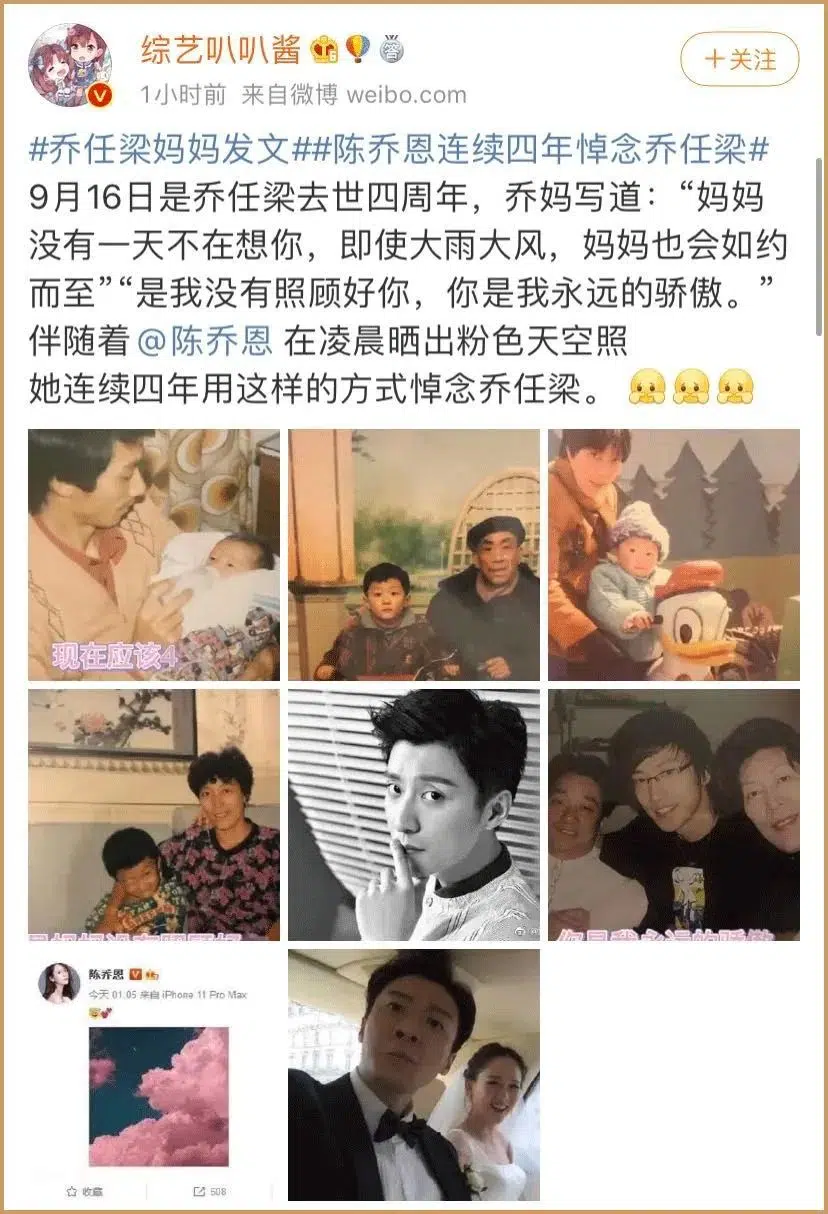 综艺叭叭酱
1小时前 来自微博 weibo.com
十关注
#乔任梁妈妈发文##陈乔恩连续四年悼念乔任梁#
9月16日是乔任梁去世四周年，乔妈写道：“妈妈
没有一天不在想你，即使大雨大风，妈妈也会如约
而至”“是我没有照顾好你，你是我永远的骄傲。”
伴随着 @陈乔恩 在凌晨晒出粉色天空照
她连续四年用这样的方式悼念乔任梁。
现在应该4
你是我永远的骄傲
陈乔恩
今天 01:05 来自 iPhone 11 Pro Max
收藏
508